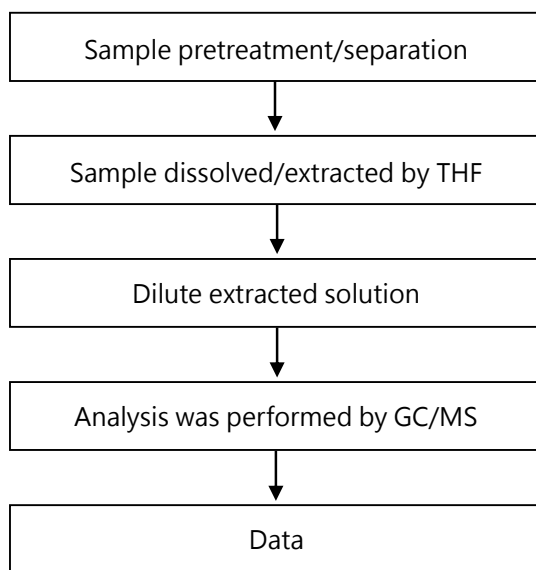 Sample pretreatment/separation
Sample dissolved/extracted by THF
Dilute extracted solution
Analysis was performed by GC/MS
Data